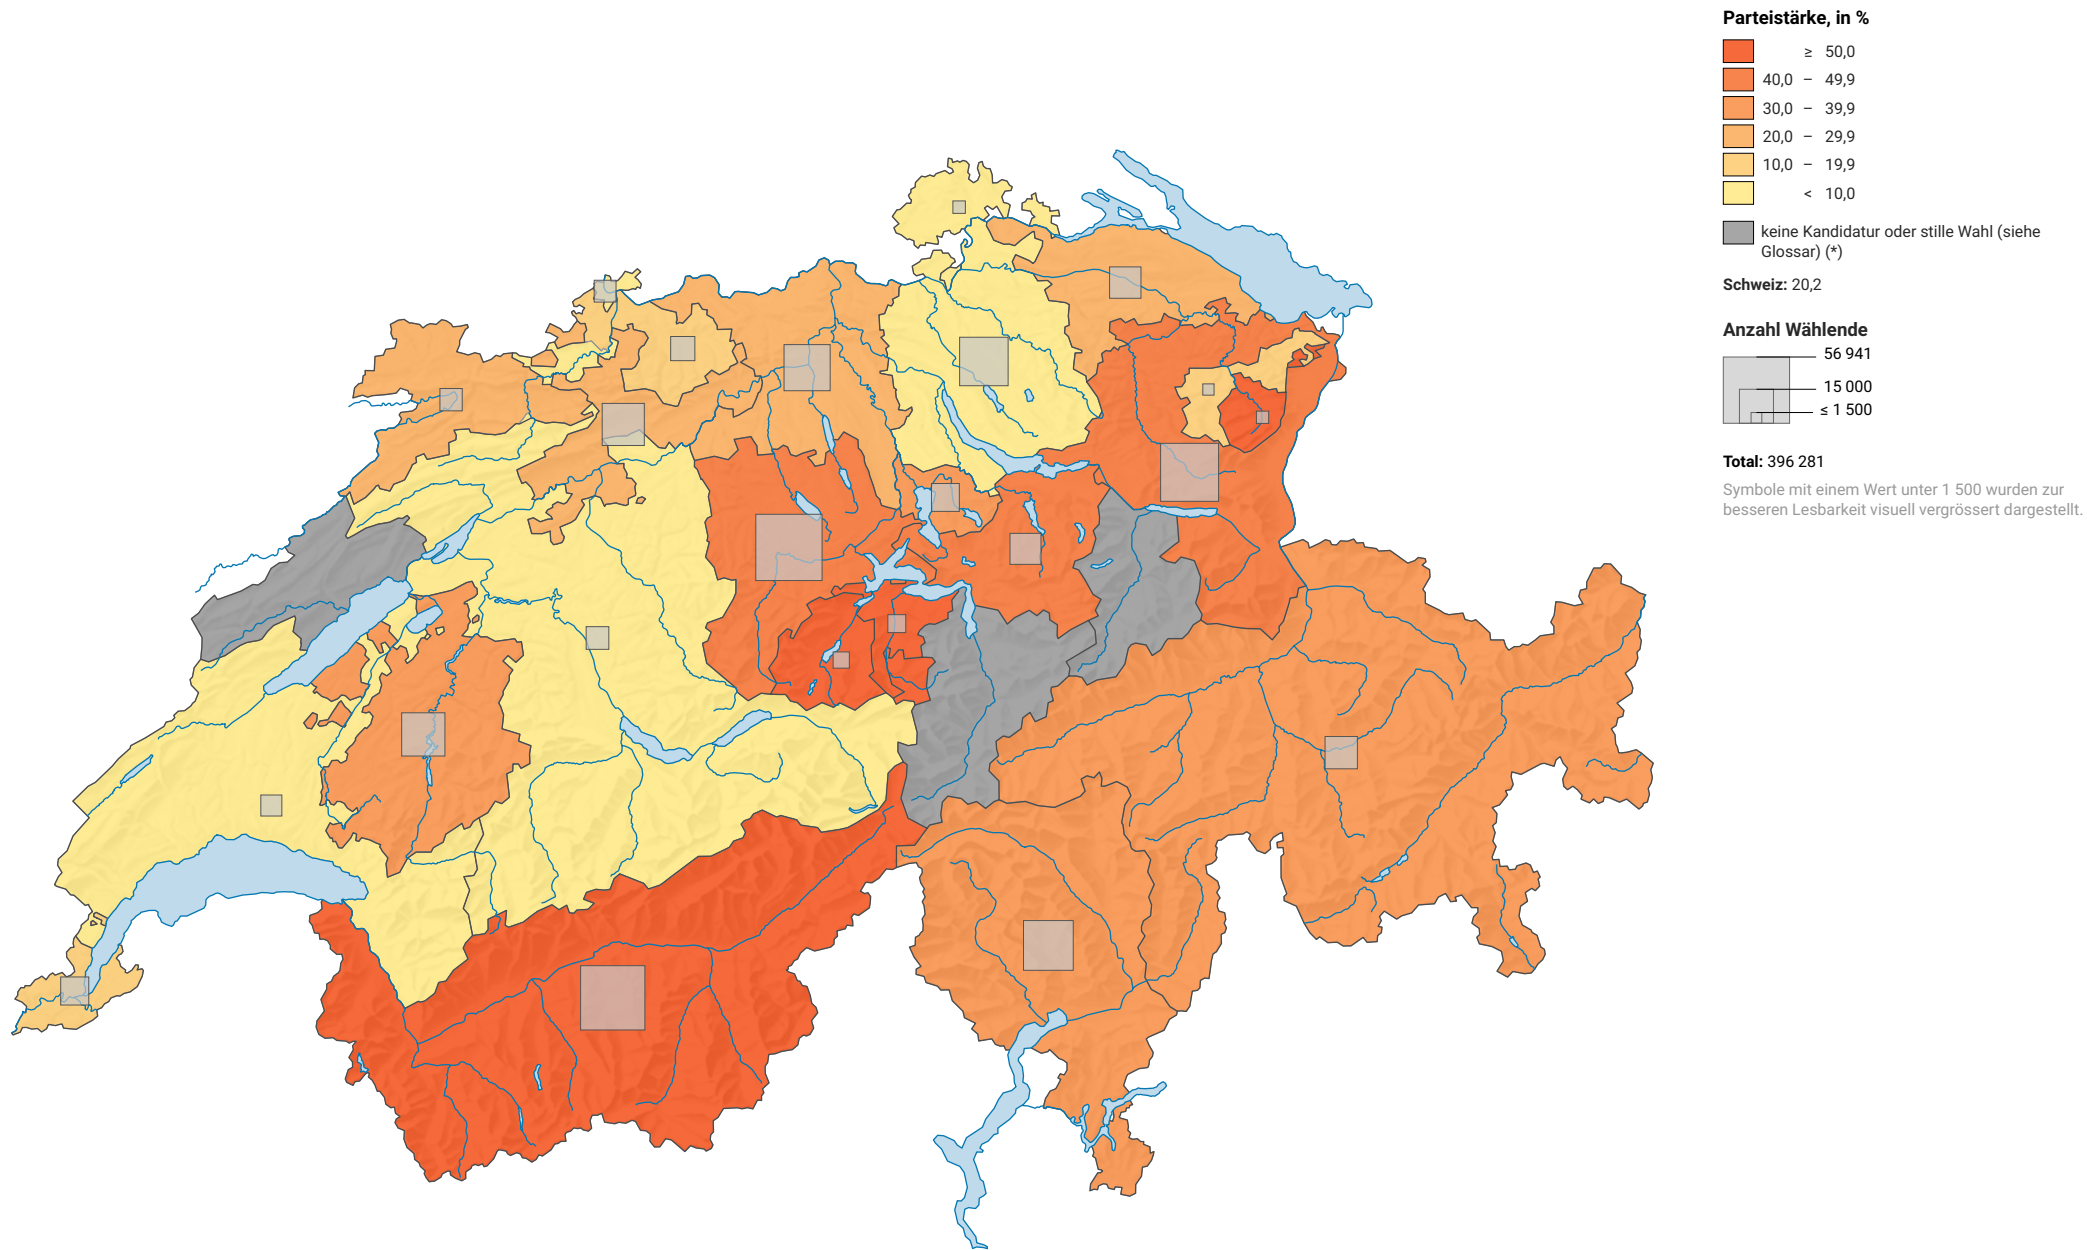 Parteistärke, in %
≥ 50,0
40,0 – 49,9
30,0 – 39,9
20,0 – 29,9
10,0 – 19,9
< 10,0
keine Kandidatur oder stille Wahl (siehe
Glossar) (*)
Schweiz: 20,2
Anzahl Wählende
56 941
15 000
≤ 1 500
Total: 396 281
Symbole mit einem Wert unter 1 500 wurden zur
besseren Lesbarkeit visuell vergrössert dargestellt.